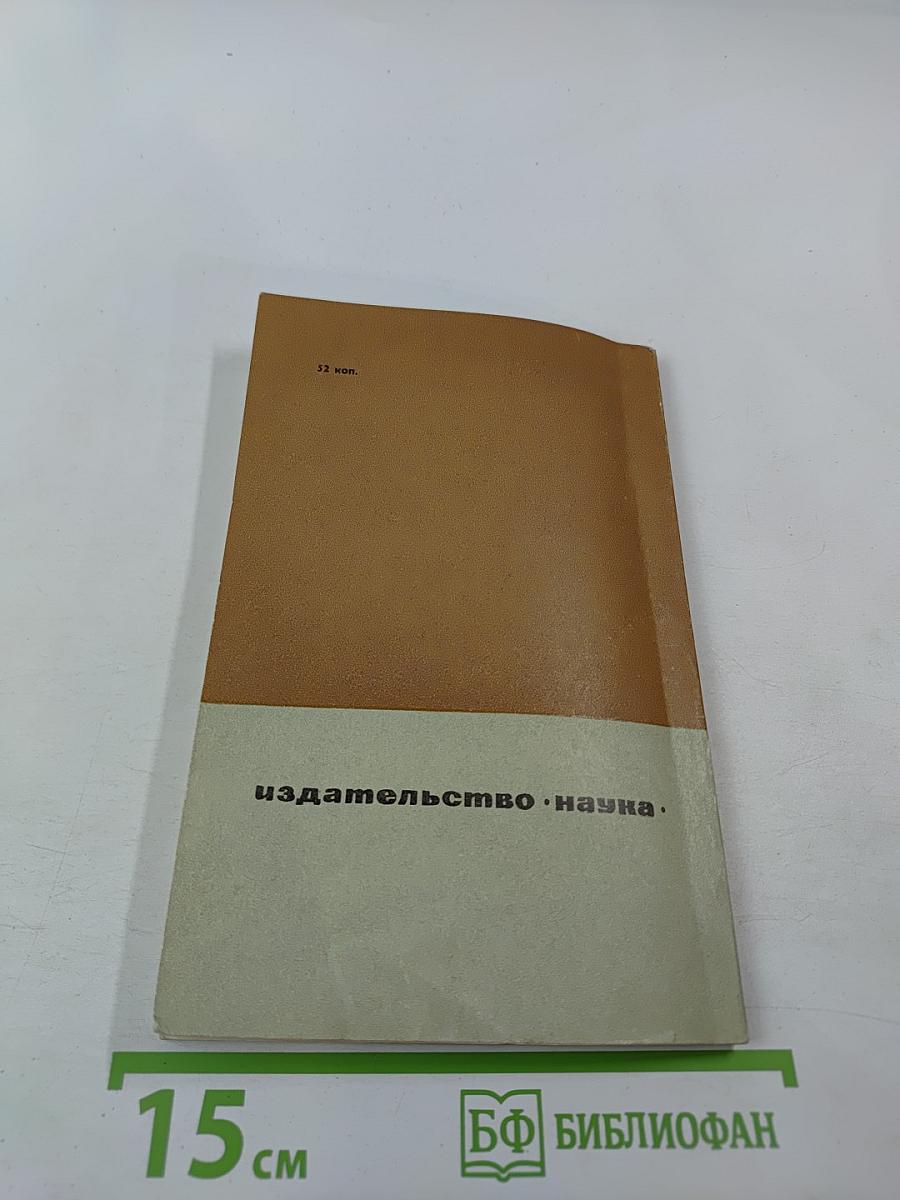 52 коп.
издательство · наука ·
15 см
БФ БИБЛИОФАН